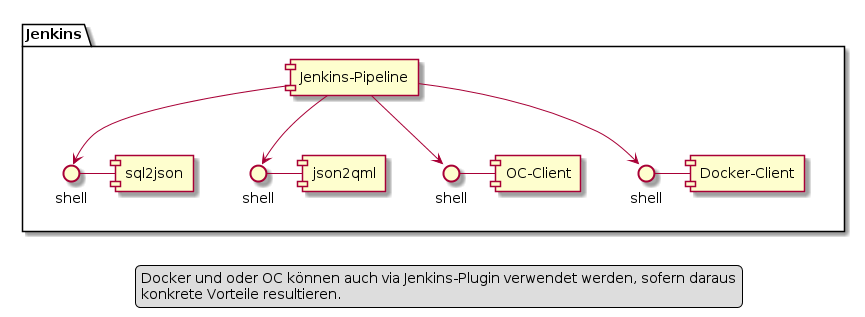 Jenkins
Jenkins-Pipeline
sql2json
json2qml
OC-Client
Docker-Client
shell
shell
shell
shell
Docker und oder OC können auch via Jenkins-Plugin verwendet werden, sofern daraus
konkrete Vorteile resultieren.